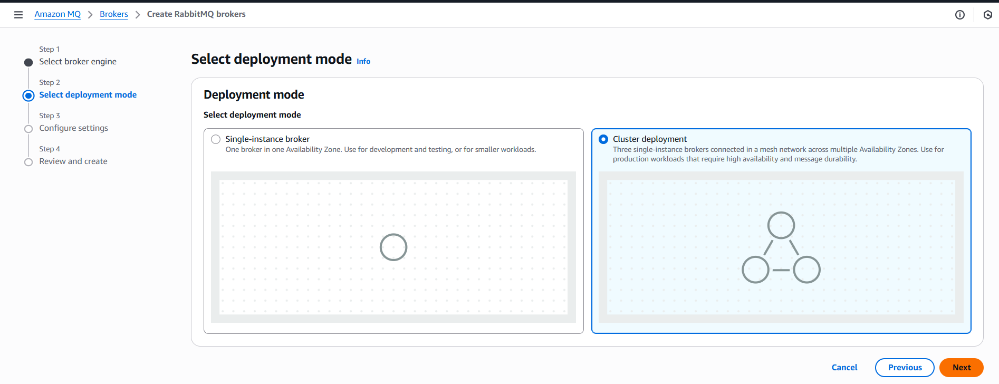 Amazon MQ > Brokers > Create RabbitMQ brokers
Step 1
Select broker engine
Step 2
Select deployment mode
Step 3
Configure settings
Step 4
Review and create
Select deployment mode Info
Deployment mode
Select deployment mode
Single-instance broker
One broker in one Availability Zone. Use for development and testing, or for smaller workloads.
Cluster deployment
Three single-instance brokers connected in a mesh network across multiple Availability Zones. Use for
production workloads that require high availability and message durability.
Cancel Previous Next